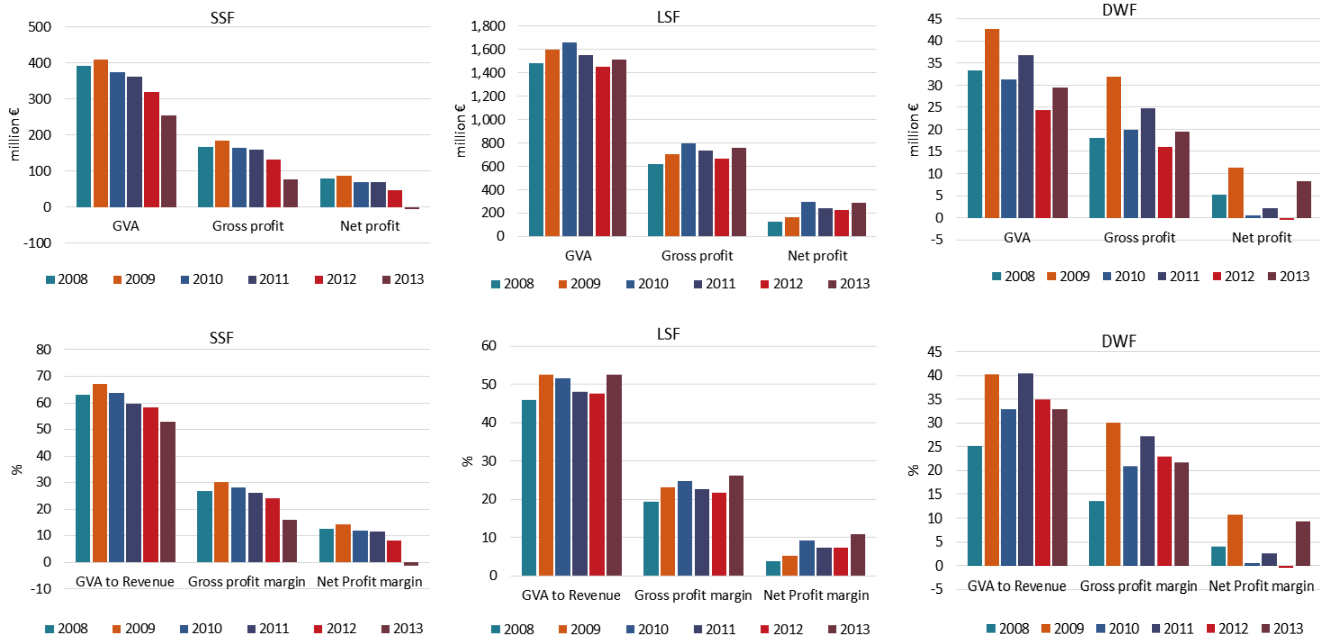 SSF
500
400
300
200
100
0
-100
million €
GVA Gross profit Net profit
2008 2009 2010 2011 2012 2013
LSF
1,800
1,600
1,400
1,200
1,000
800
600
400
200
0
million €
GVA Gross profit Net profit
2008 2009 2010 2011 2012 2013
DWF
45
40
35
30
25
20
15
10
5
0
-5
million €
GVA Gross profit Net profit
2008 2009 2010 2011 2012 2013
SSF
80
70
60
50
40
30
20
10
0
-10
%
GVA to Revenue Gross profit margin Net Profit margin
2008 2009 2010 2011 2012 2013
LSF
60
50
40
30
20
10
0
%
GVA to Revenue Gross profit margin Net Profit margin
2008 2009 2010 2011 2012 2013
DWF
45
40
35
30
25
20
15
10
5
0
-5
%
GVA to Revenue Gross profit margin Net Profit margin
2008 2009 2010 2011 2012 2013